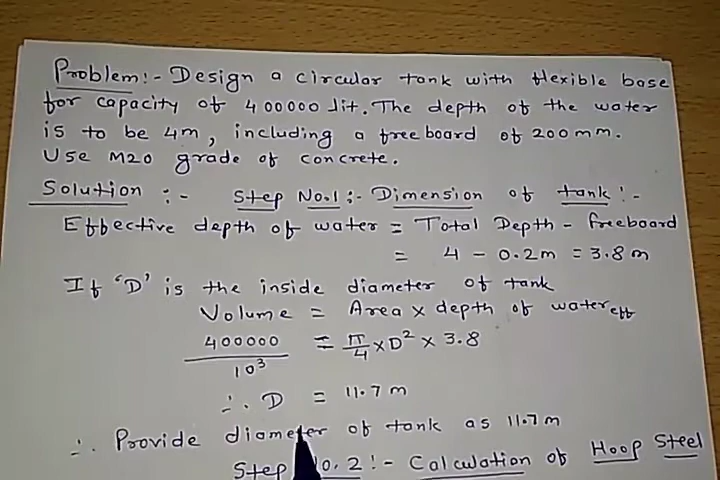 Problem:- Design a circular tank with flexible base
for capacity of 400000 lit. The depth of the water
is to be 4m, including a free board of 200 mm.
Use M20 grade of concrete.
Solution :- Step No.1:- Dimension of tank:-
Effective depth of water = Total Depth - freeboard
= 4 - 0.2m = 3.8 m
If 'D' is the inside diameter of tank
Volume = Area x depth of water eff
400000 / 10³ = π/4 x D² x 3.8
∴ D = 11.7 m
∴ Provide diameter of tank as 11.7 m
Step No. 2:- Calculation of Hoop Steel